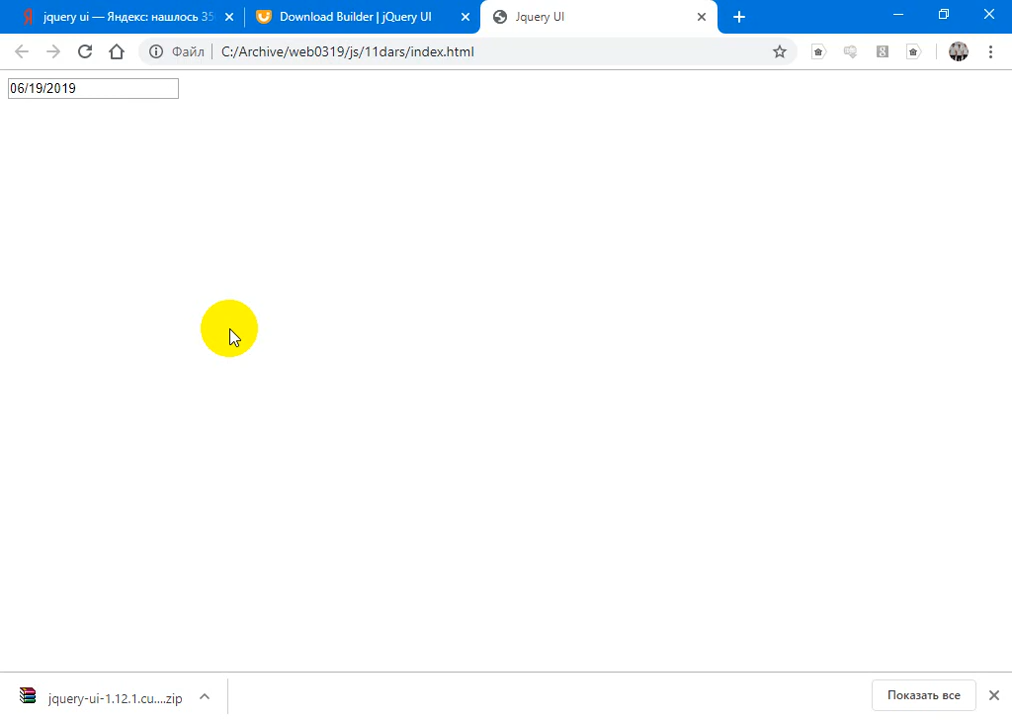 jquery ui — Яндекс: нашлось 35
Download Builder | jQuery UI
Jquery UI
Файл
C:/Archive/web0319/js/11dars/index.html
06/19/2019
jquery-ui-1.12.1.cu....zip
Показать все